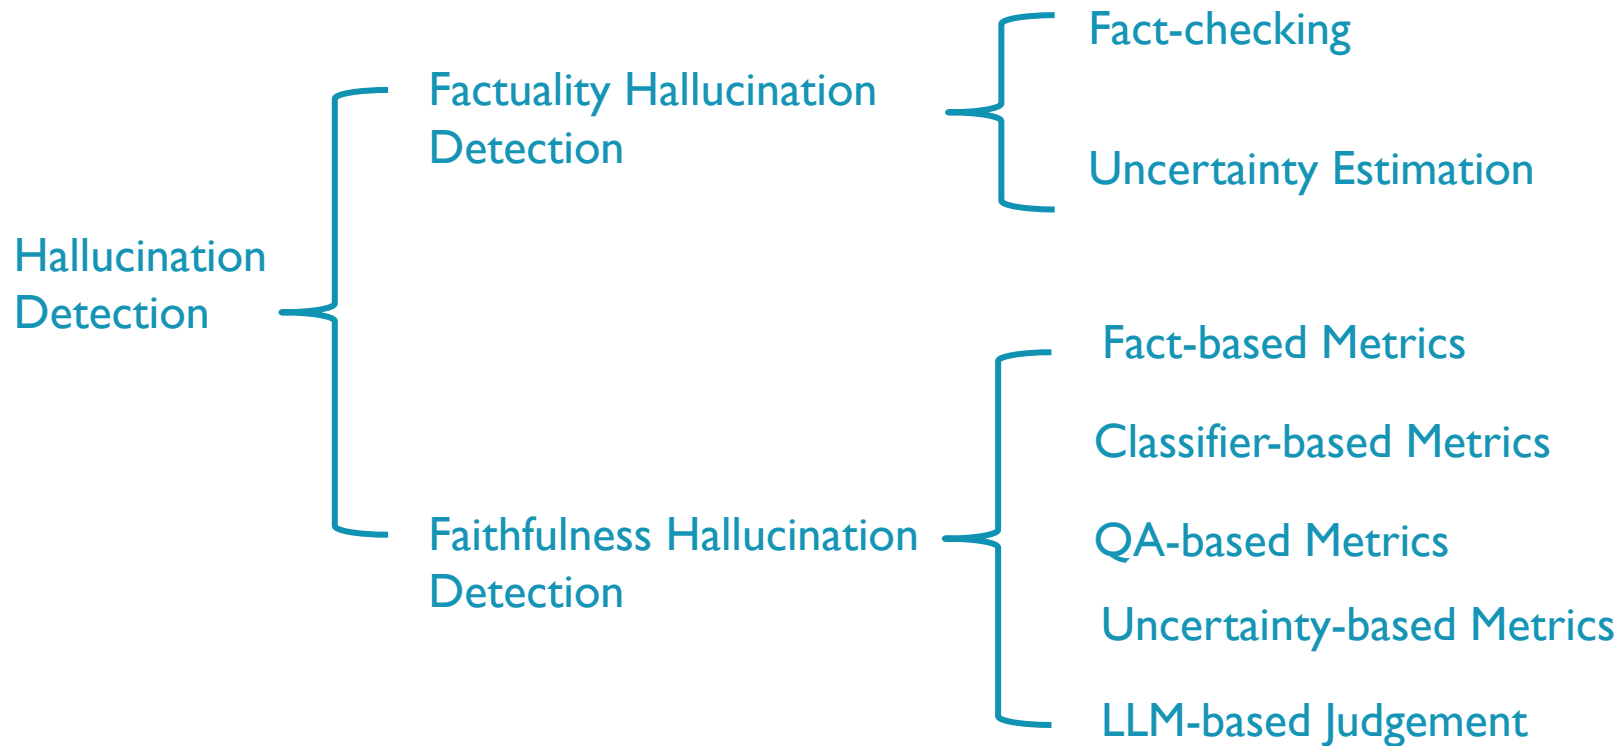 Hallucination
Detection
Factuality Hallucination
Detection
Fact-checking
Uncertainty Estimation
Faithfulness Hallucination
Detection
Fact-based Metrics
Classifier-based Metrics
QA-based Metrics
Uncertainty-based Metrics
LLM-based Judgement